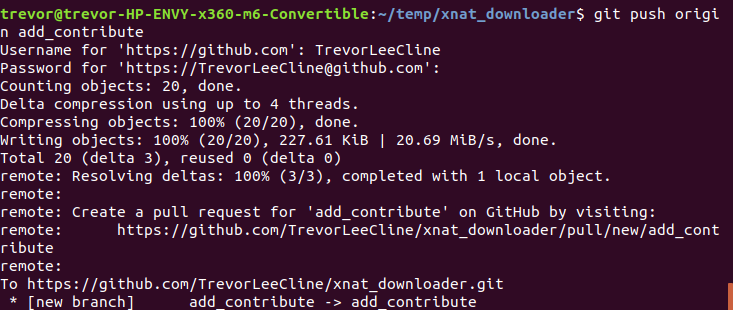 trevor@trevor-HP-ENVY-x360-m6-Convertible:~/temp/xnat_downloader$ git push origi
n add_contribute
Username for 'https://github.com': TrevorLeeCline
Password for 'https://TrevorLeeCline@github.com':
Counting objects: 20, done.
Delta compression using up to 4 threads.
Compressing objects: 100% (20/20), done.
Writing objects: 100% (20/20), 227.61 KiB | 20.69 MiB/s, done.
Total 20 (delta 3), reused 0 (delta 0)
remote: Resolving deltas: 100% (3/3), completed with 1 local object.
remote:
remote: Create a pull request for 'add_contribute' on GitHub by visiting:
remote:      https://github.com/TrevorLeeCline/xnat_downloader/pull/new/add_cont
ribute
remote:
To https://github.com/TrevorLeeCline/xnat_downloader.git
 * [new branch]      add_contribute -> add_contribute